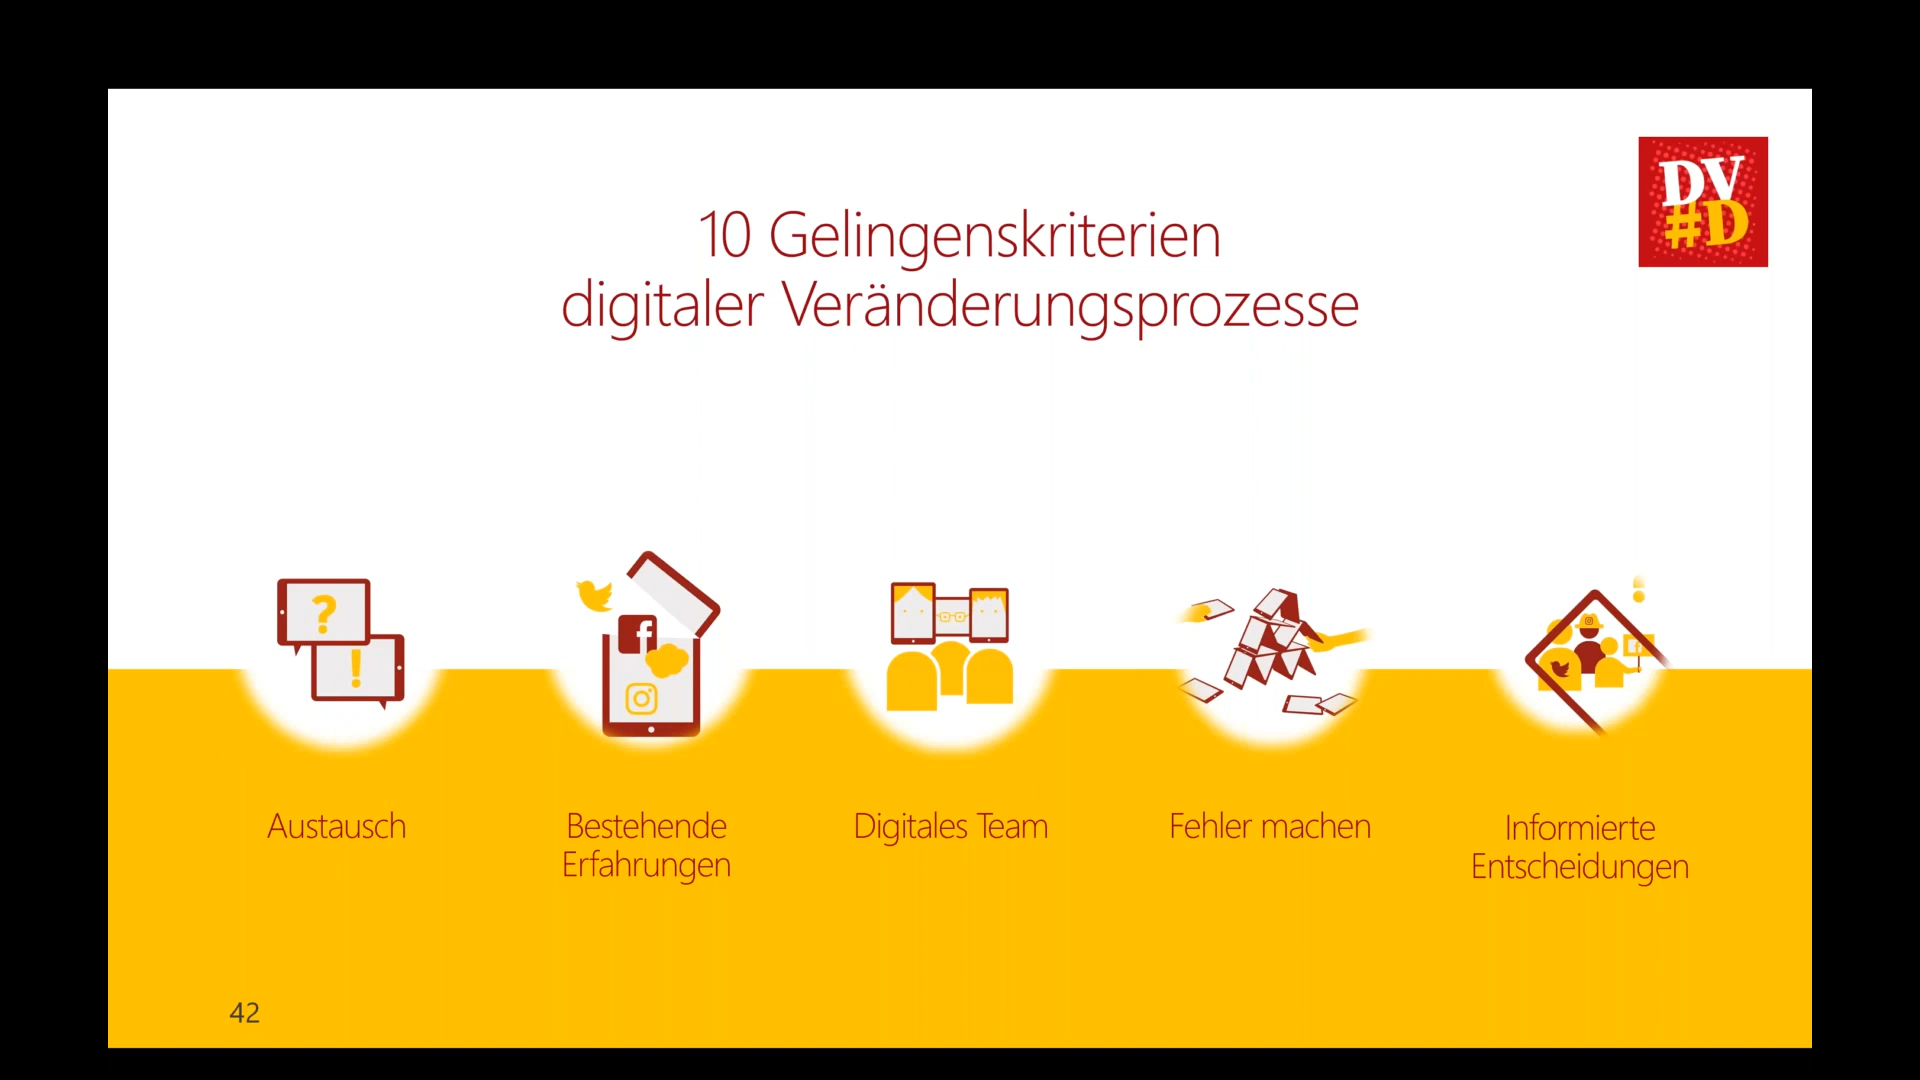 DV
#D
10 Gelingenskriterien
digitaler Veränderungsprozesse
?
!
Austausch
Bestehende
Erfahrungen
Digitales Team
Fehler machen
Informierte
Entscheidungen
42